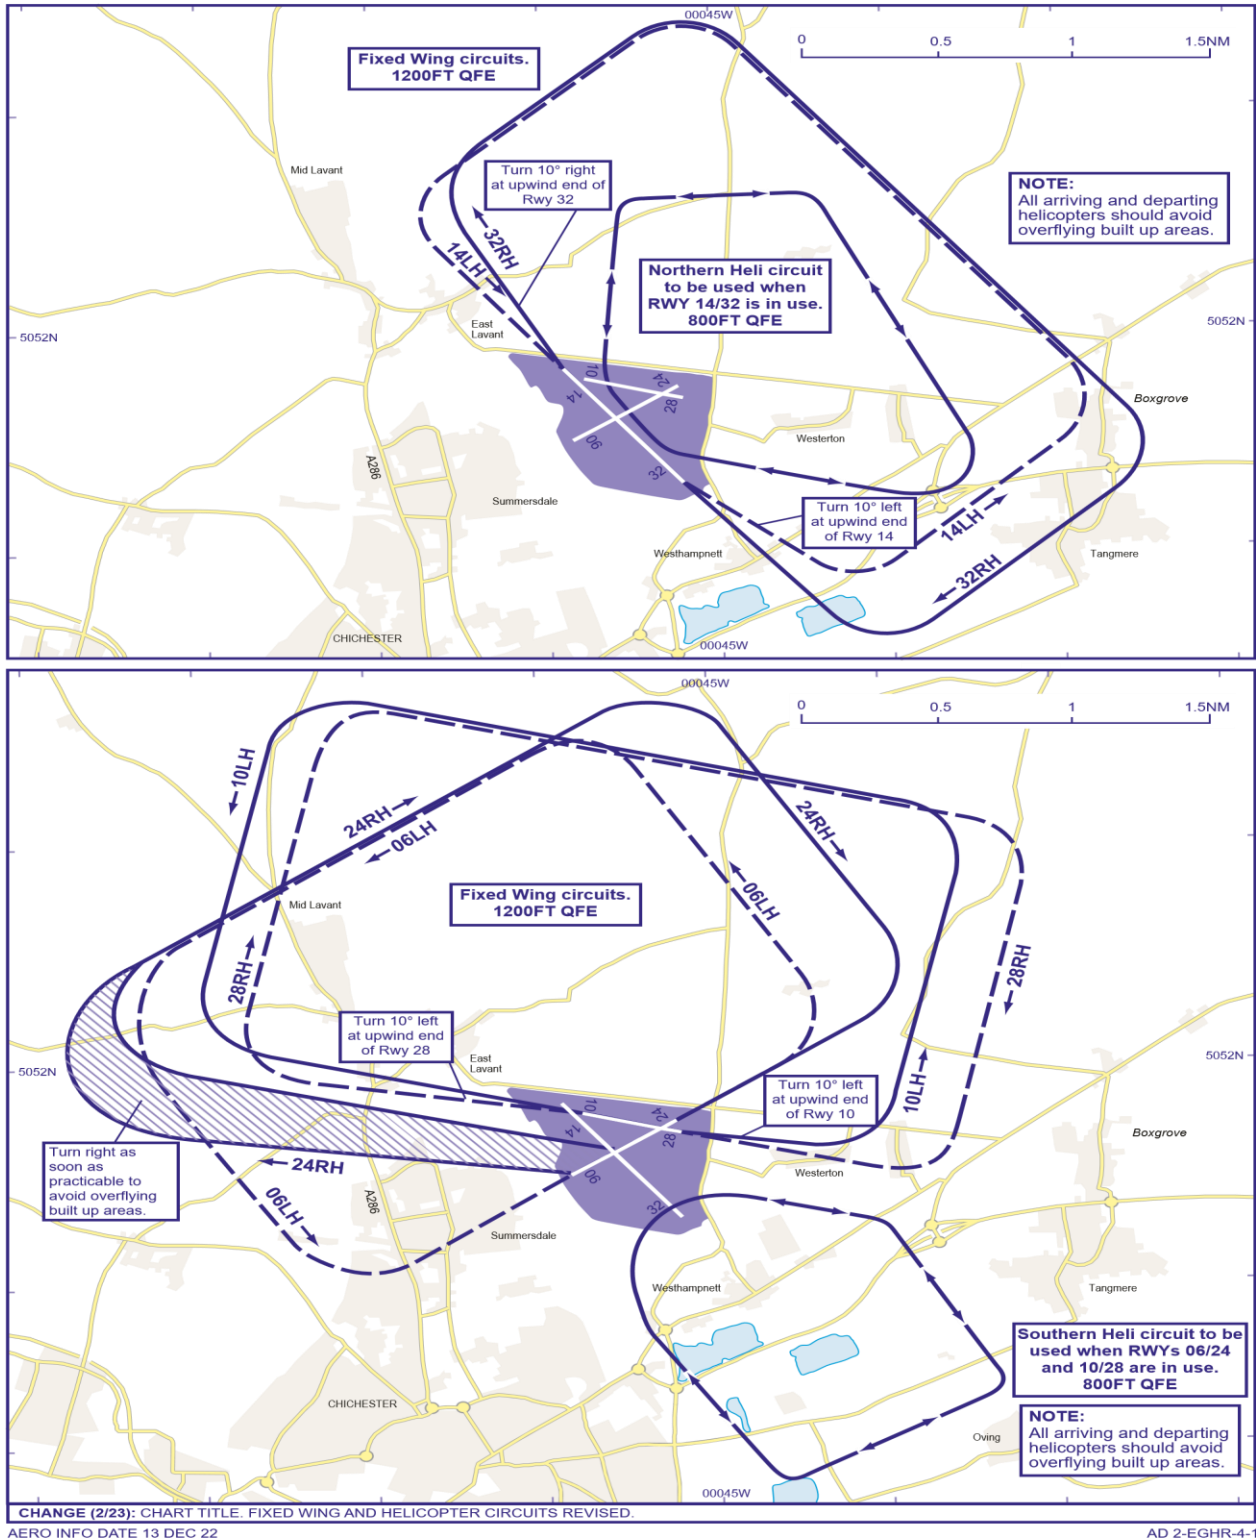 00045W
0 0.5 1 1.5NM
Fixed Wing circuits.
1200FT QFE
Mid Lavant
Turn 10° right
at upwind end of
Rwy 32
NOTE:
All arriving and departing
helicopters should avoid
overflying built up areas.
32RH
14LH
Northern Heli circuit
to be used when
RWY 14/32 is in use.
800FT QFE
5052N
5052N
East
Lavant
10
24
14
28
06
32
Boxgrove
Westerton
A286
Summersdale
Turn 10° left
at upwind end
of Rwy 14
14LH
Westhampnett
Tangmere
32RH
CHICHESTER
00045W
00045W
0 0.5 1 1.5NM
10LH
24RH
06LH
24RH
06LH
Fixed Wing circuits.
1200FT QFE
Mid Lavant
28RH
28RH
Turn 10° left
at upwind end
of Rwy 28
East
Lavant
5052N
5052N
Turn 10° left
at upwind end
of Rwy 10
10LH
10
24
14
28
06
32
Boxgrove
Turn right as
soon as
practicable to
avoid overflying
built up areas.
24RH
06LH
A286
Westerton
Summersdale
Westhampnett
Tangmere
Southern Heli circuit to be
used when RWYs 06/24
and 10/28 are in use.
800FT QFE
CHICHESTER
NOTE:
All arriving and departing
helicopters should avoid
overflying built up areas.
Oving
00045W
CHANGE (2/23): CHART TITLE. FIXED WING AND HELICOPTER CIRCUITS REVISED.
AERO INFO DATE 13 DEC 22
AD 2-EGHR-4-1